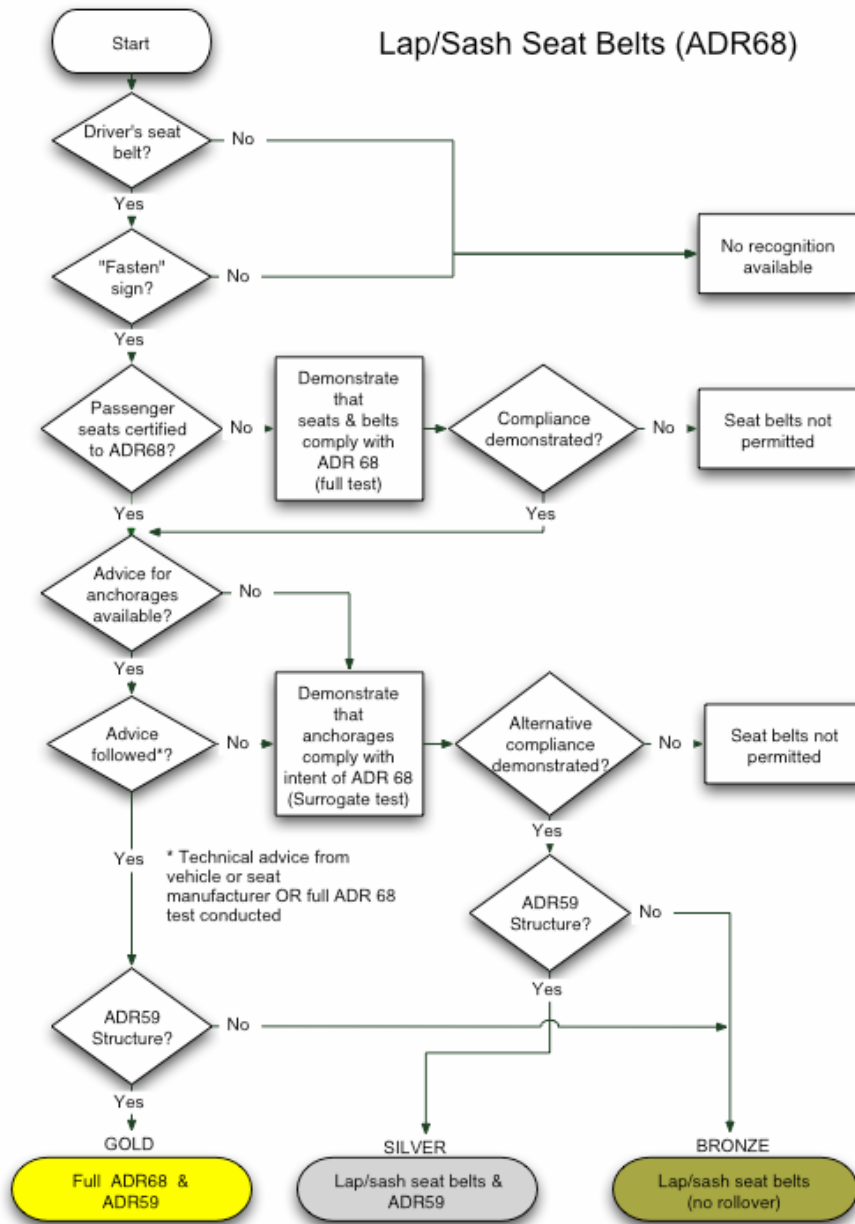 Start
Lap/Sash Seat Belts (ADR68)
Driver's seat
belt?
No
Yes
"Fasten"
sign?
No
No recognition
available
Yes
Passenger
seats certified
to ADR68?
No
Demonstrate
that
seats & belts
comply with
ADR 68
(full test)
Compliance
demonstrated?
No
Seat belts not
permitted
Yes
Yes
Advice for
anchorages
available?
No
Yes
Advice
followed*?
No
Demonstrate
that
anchorages
comply with
intent of ADR 68
(Surrogate test)
Alternative
compliance
demonstrated?
No
Seat belts not
permitted
Yes
Yes
* Technical advice from
vehicle or seat
manufacturer OR full ADR 68
test conducted
ADR59
Structure?
No
Yes
ADR59
Structure?
No
Yes
GOLD
SILVER
BRONZE
Full ADR68 &
ADR59
Lap/sash seat belts &
ADR59
Lap/sash seat belts
(no rollover)